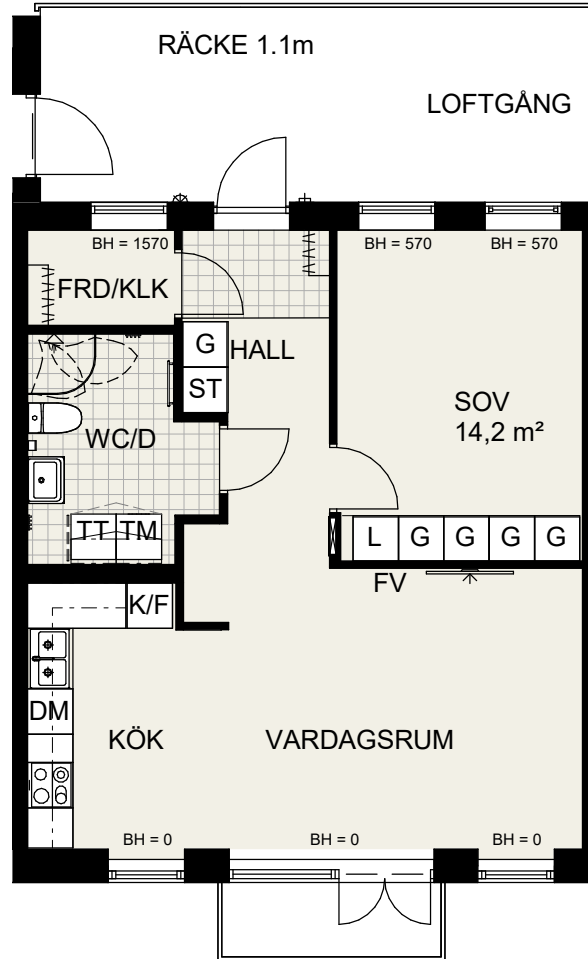 RÄCKE 1.1m
LOFTGÅNG
BH = 1570
BH = 570
BH = 570
FRD/KLK
G
HALL
ST
SOV
14,2 m²
WC/D
TT
TM
L
G
G
G
G
FV
K/F
DM
KÖK
VARDAGSRUM
BH = 0
BH = 0
BH = 0